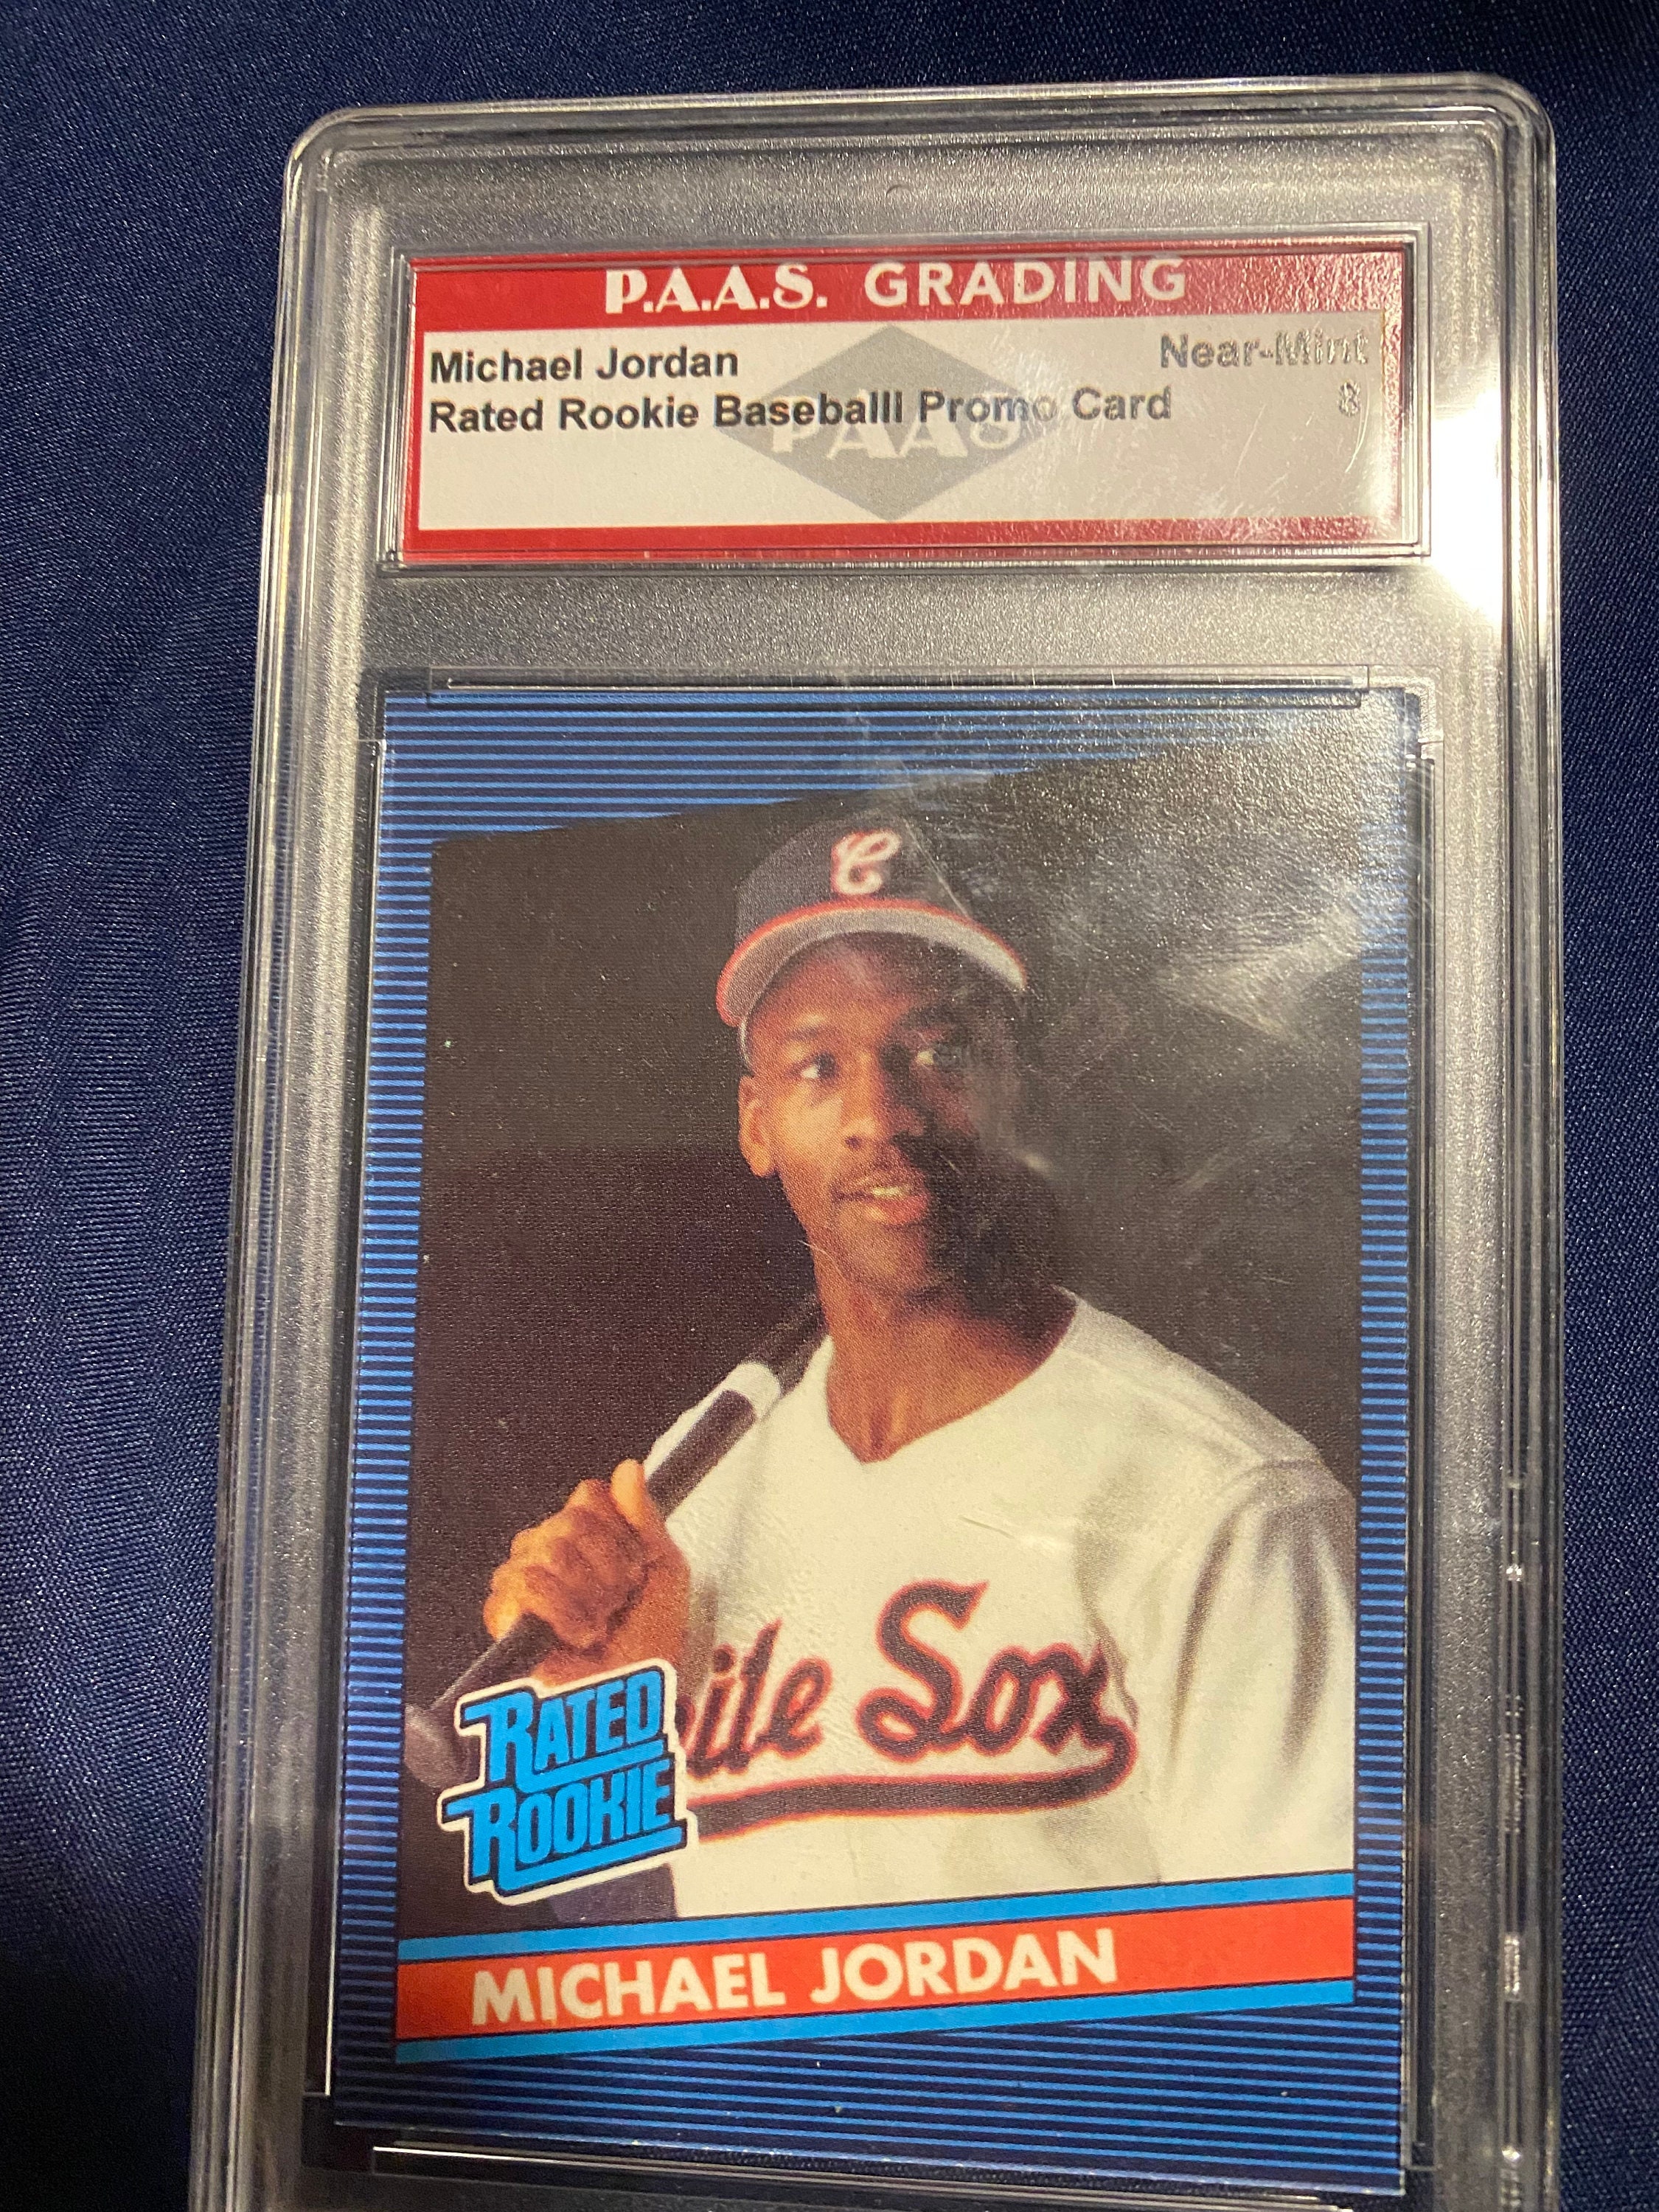 P.A.A.S. GRADING
Michael Jordan
Near-Mint
Rated Rookie Baseballl Promo Card
8
PAAS
C
ite Sox
RATED
ROOKIE
MICHAEL JORDAN